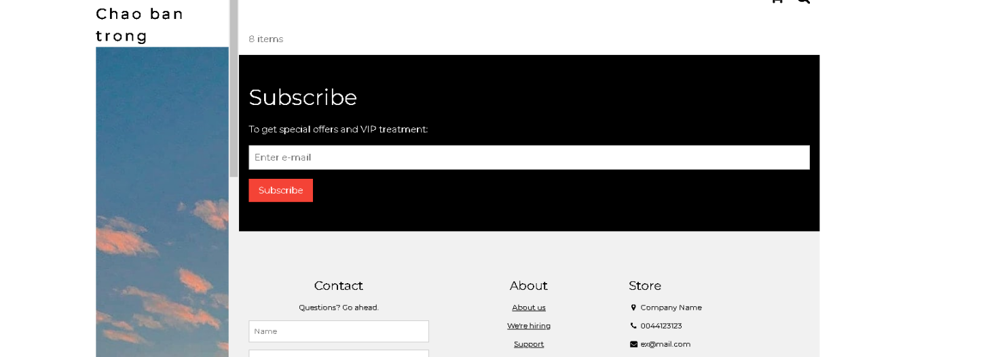 Chao ban
trong
8 items
Subscribe
To get special offers and VIP treatment:
Enter e-mail
Subscribe
Contact
Questions? Go ahead.
Name
About
About us
We're hiring
Support
Store
Company Name
0044123123
ex@mail.com